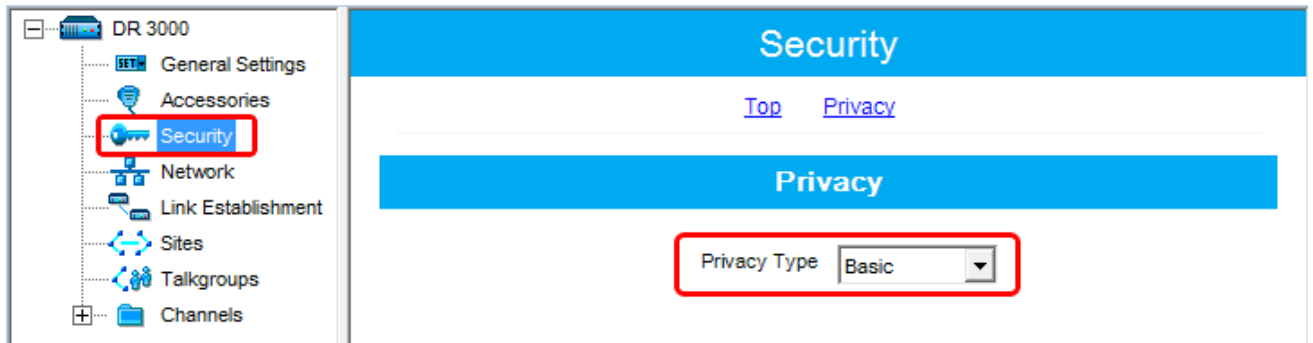 DR 3000
SET
General Settings
Accessories
Security
Network
Link Establishment
Sites
Talkgroups
Channels
Security
Top Privacy
Privacy
Privacy Type Basic